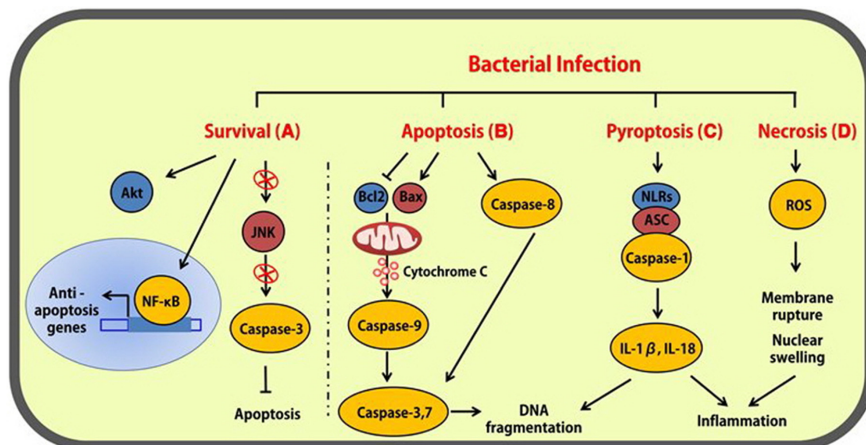 Bacterial Infection
Survival (A)
Apoptosis (B)
Pyroptosis (C)
Necrosis (D)
Akt
JNK
Anti -
apoptosis
genes
NF-κB
Caspase-3
Apoptosis
Bcl2
Bax
Caspase-8
Cytochrome C
Caspase-9
Caspase-3,7
DNA
fragmentation
NLRs
ASC
Caspase-1
IL-1 β, IL-18
ROS
Membrane
rupture
Nuclear
swelling
Inflammation